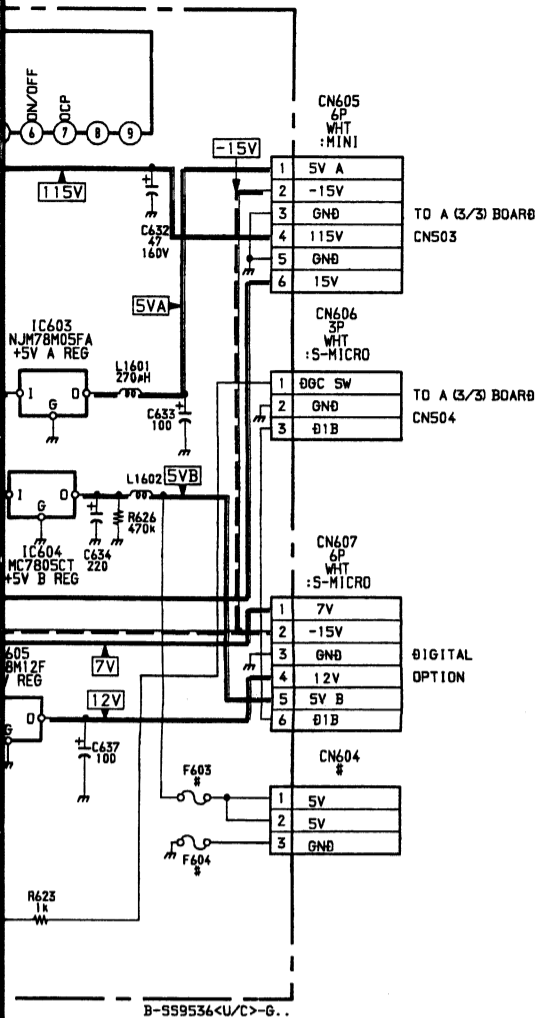 ON/OFF
OCP
6 7 8 9
115V
-15V
+
C632
47
160V
5VA
CN605
6P
WHT
:MINI
1 5V A
2 -15V
3 GND
4 115V
5 GND
6 15V
TO A (3/3) BOARD
CN503
IC603
NJM78M05FA
+5V A REG
I O
G
L1601
270µH
+
C633
100
CN606
3P
WHT
:S-MICRO
1 DGC SW
2 GND
3 D1B
TO A (3/3) BOARD
CN504
I O
G
IC604
MC7805CT
+5V B REG
L1602
5VB
+
C634
220
R626
470k
CN607
6P
WHT
:S-MICRO
1 7V
2 -15V
3 GND
4 12V
5 5V B
6 D1B
DIGITAL
OPTION
605
8M12F
V REG
O
G
7V
12V
+
C637
100
CN604
#
1 5V
2 5V
3 GND
F603
#
F604
#
R623
1k
B-SS9536<U/C>-G..